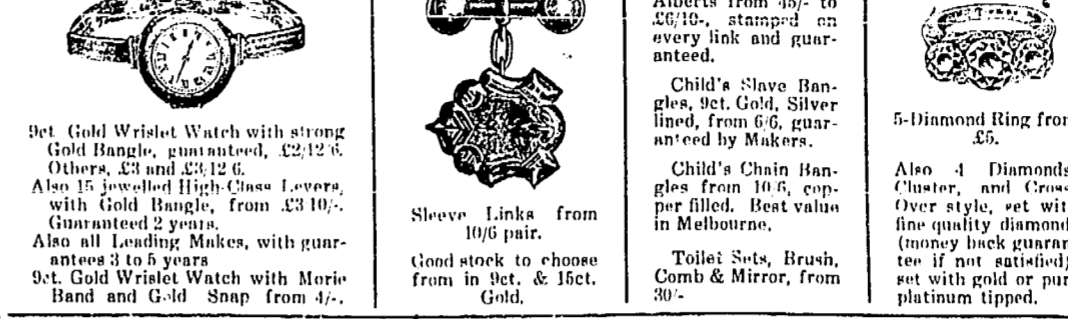 9ct. Gold Wrislet Watch with strong
Gold Bangle, guaranteed, £2/12/6.
Others, £3 and £3/12/6.
Also 15 jewelled High-Class Levers,
with Gold Bangle, from £3/10/-.
Guaranteed 2 years.
Also all Leading Makes, with guar-
antees 3 to 5 years
9ct. Gold Wrislet Watch with Morie
Band and Gold Snap from 4/-.
Sleeve Links from
10/6 pair.
Good stock to choose
from in 9ct. & 15ct.
Gold.
Alberts from 45/- to
£6/10-, stamped on
every link and guar-
anteed.
Child's Slave Ban-
gles, 9ct. Gold, Silver
lined, from 6/6, guar-
anteed by Makers.
Child's Chain Ban-
gles from 10/6, cop-
per filled. Best value
in Melbourne.
Toilet Sets, Brush,
Comb & Mirror, from
30/-
5-Diamond Ring from
£5.
Also 4 Diamonds
Cluster, and Cross
Over style, set wit
fine quality diamond
(money back guaran
tee if not satisfied)
set with gold or pur
platinum tipped.